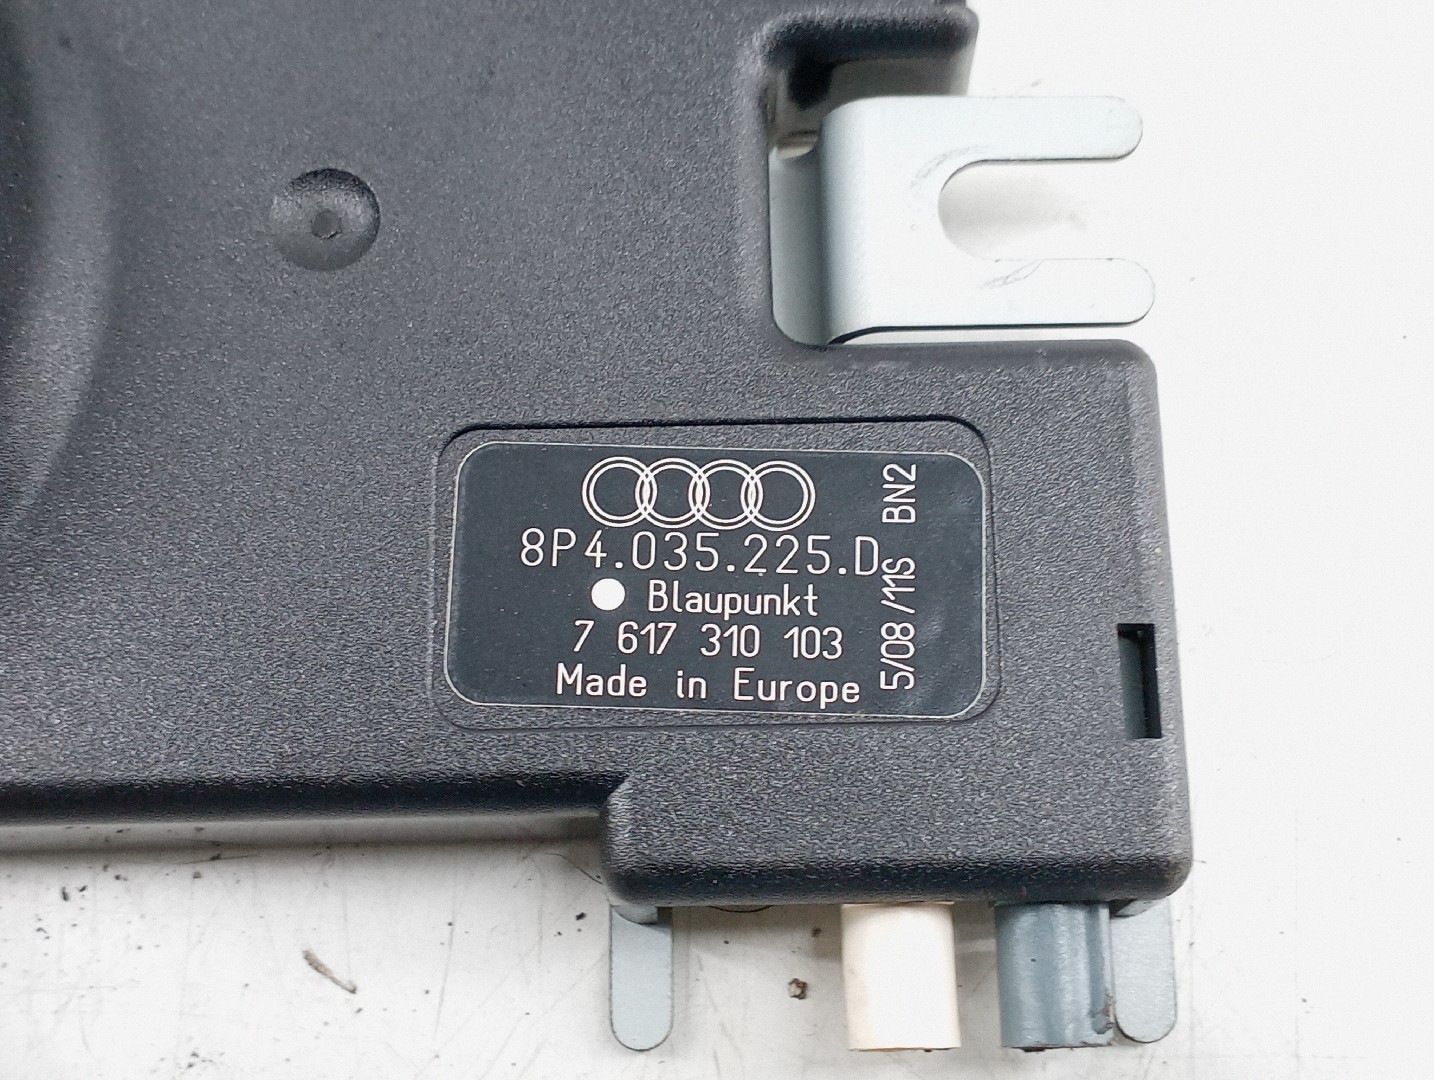 8P4.035.225.D
Blaupunkt
7 617 310 103
Made in Europe
5/08/11S BN2